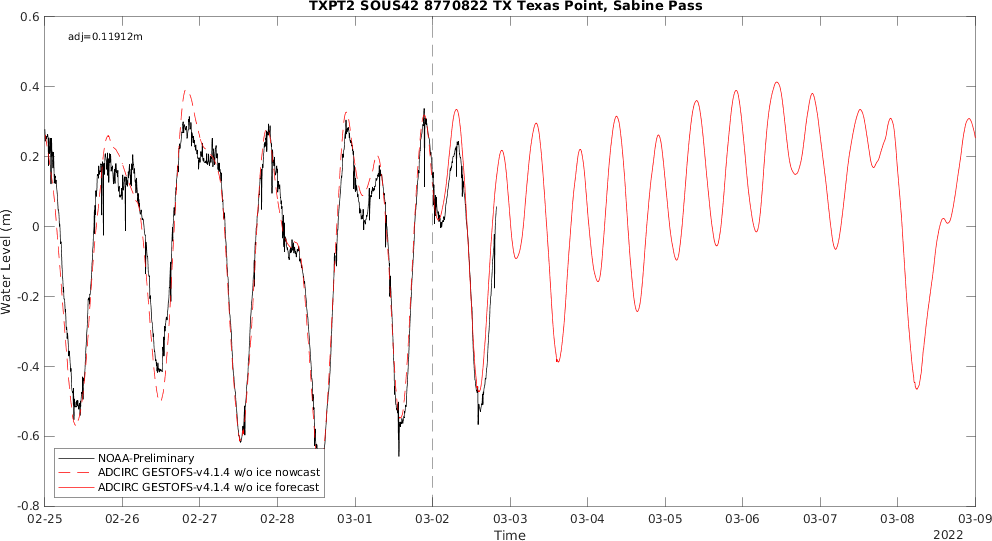 TXPT2 SOUS42 8770822 TX Texas Point, Sabine Pass
adj=0.11912m
0.6
0.4
0.2
0
-0.2
-0.4
-0.6
-0.8
Water Level (m)
NOAA-Preliminary
ADCIRC GESTOFS-v4.1.4 w/o ice nowcast
ADCIRC GESTOFS-v4.1.4 w/o ice forecast
02-25 02-26 02-27 02-28 03-01 03-02 03-03 03-04 03-05 03-06 03-07 03-08 03-09
Time
2022